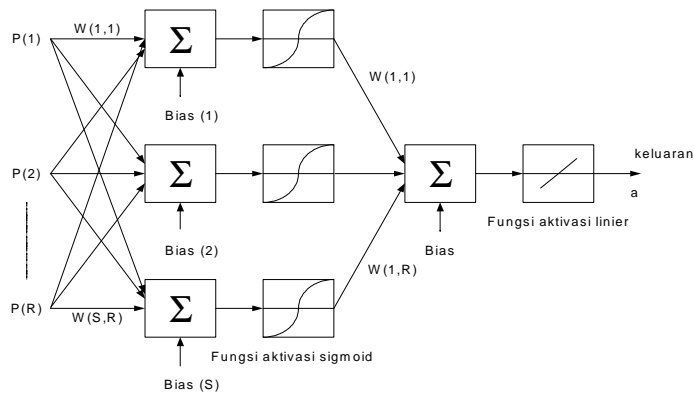 P(1)
W(1,1)
Σ
Bias (1)
W(1,1)
P(2)
Σ
Bias (2)
Σ
Bias
Fungsi aktivasi linier
keluaran
a
W(1,R)
P(R)
W(S,R)
Σ
Bias (S)
Fungsi aktivasi sigmoid